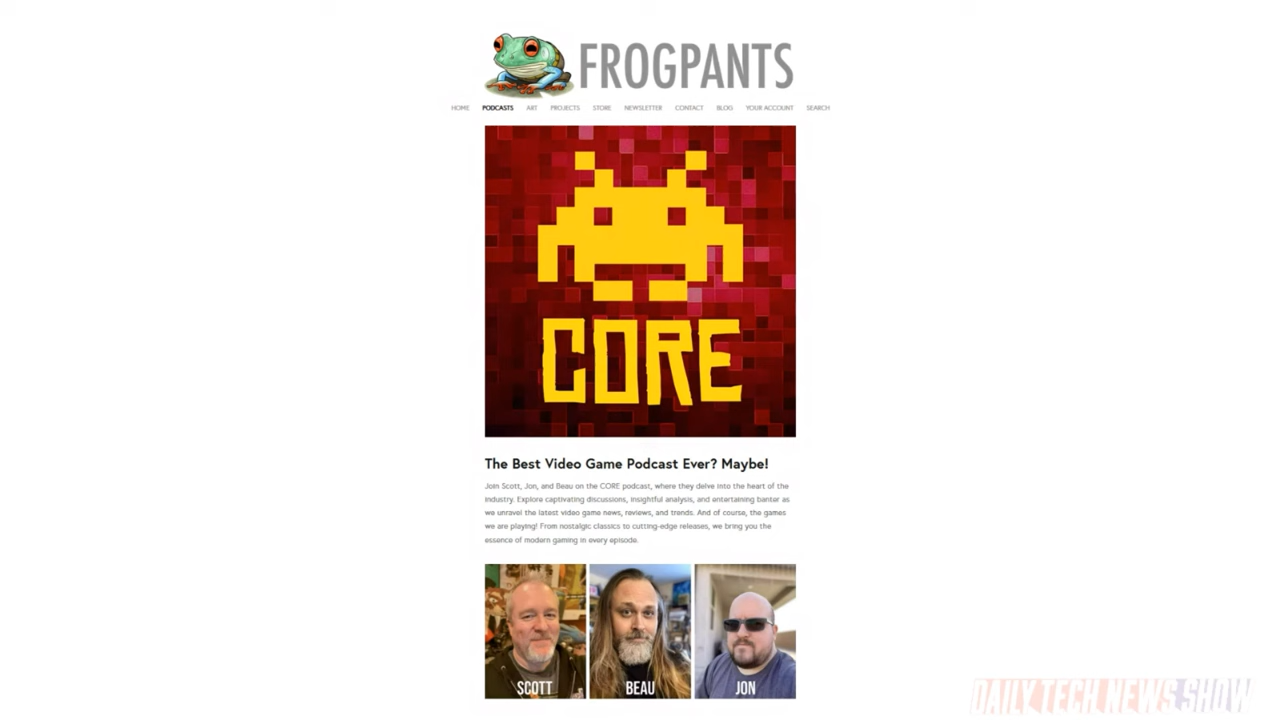 FROGPANTS
HOME PODCASTS ART PROJECTS STORE NEWSLETTER CONTACT BLOG YOUR ACCOUNT SEARCH
CORE
The Best Video Game Podcast Ever? Maybe!
Join Scott, Jon, and Beau on the CORE podcast, where they delve into the heart of the
industry. Explore captivating discussions, insightful analysis, and entertaining banter as
we unravel the latest video game news, reviews, and trends. And of course, the games
we are playing! From nostalgic classics to cutting-edge releases, we bring you the
essence of modern gaming in every episode.
SCOTT BEAU JON
DAILY TECH NEWS SHOW